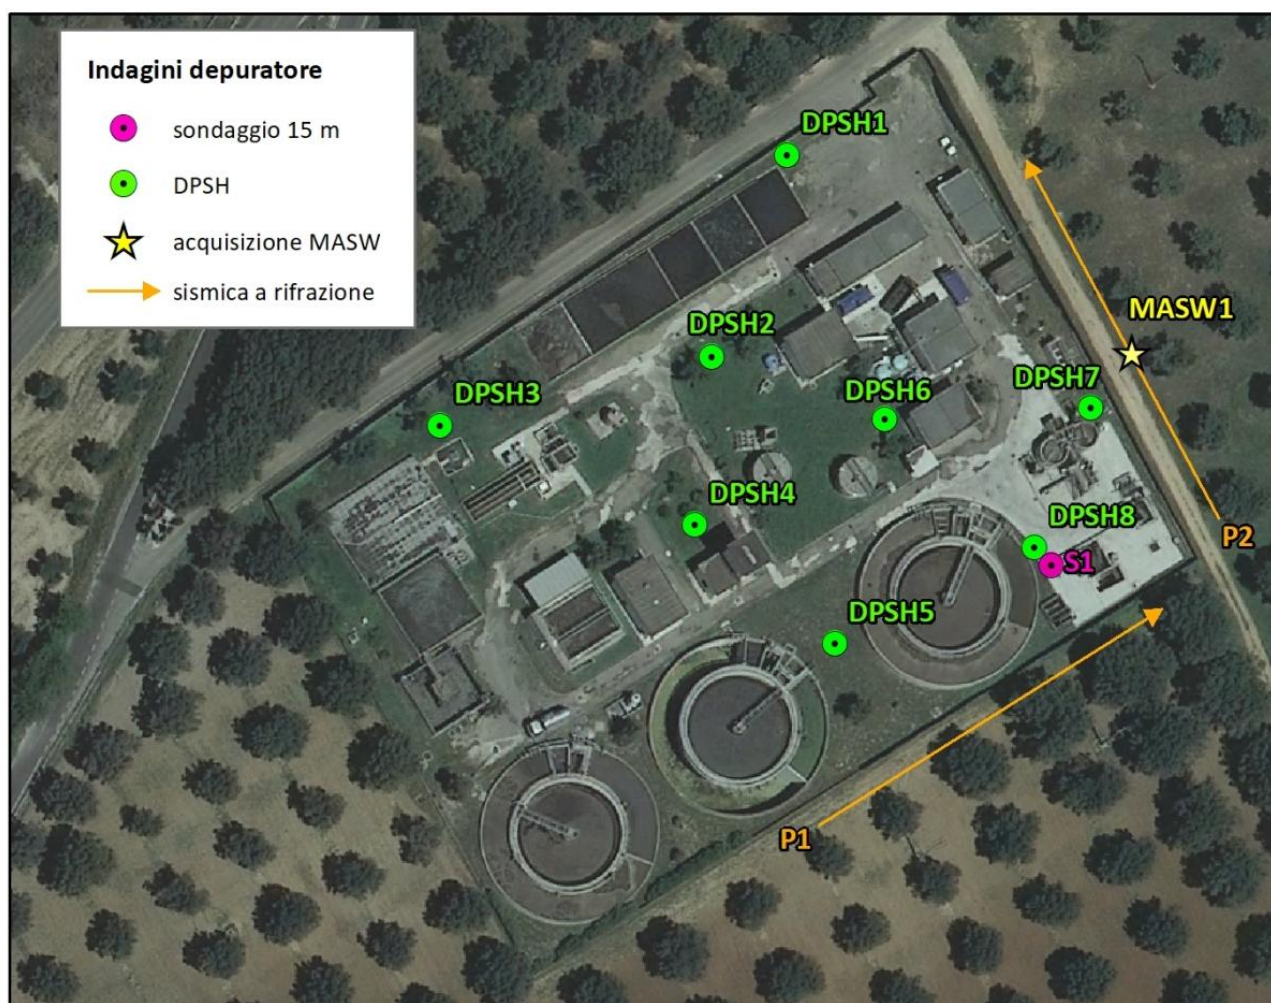 Indagini depuratore
sondaggio 15 m
DPSH
acquisizione MASW
sismica a rifrazione
DPSH1
MASW1
DPSH2
DPSH3
DPSH6
DPSH7
DPSH4
DPSH8
P2
S1
DPSH5
P1